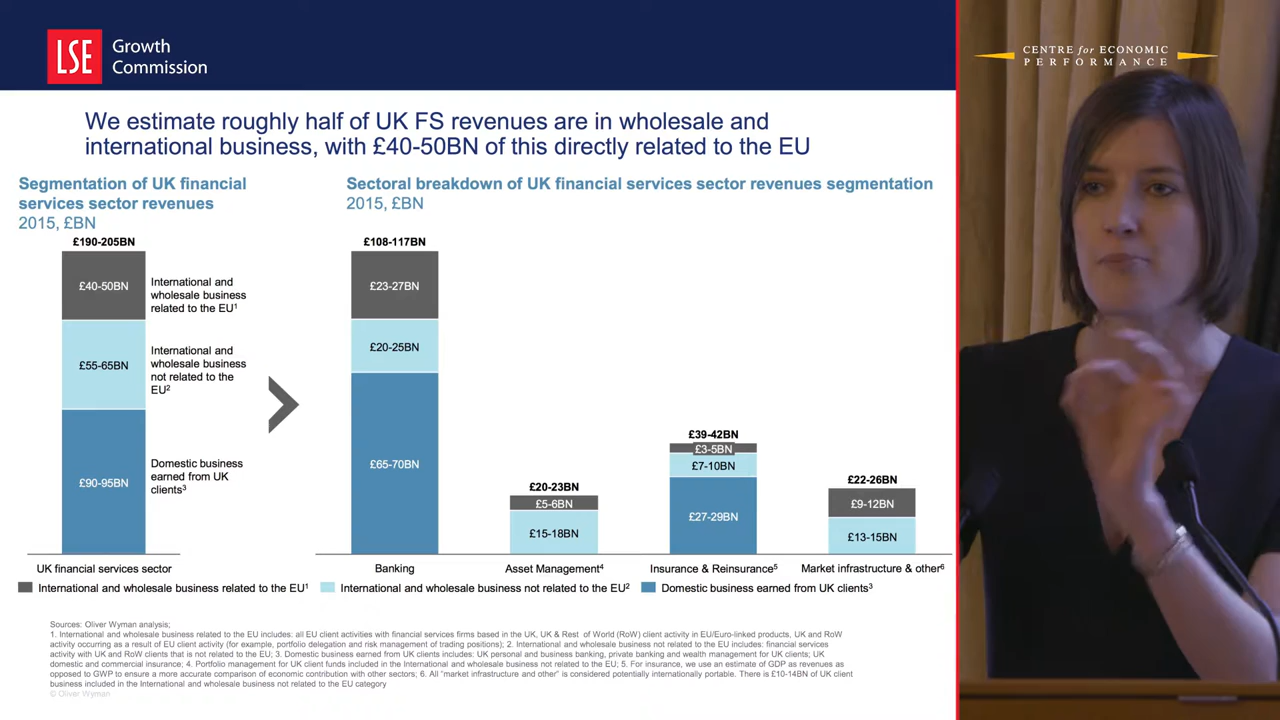 LSE
Growth
Commission
CENTRE for ECONOMIC
PERFORMANCE
We estimate roughly half of UK FS revenues are in wholesale and
international business, with £40-50BN of this directly related to the EU
Segmentation of UK financial
services sector revenues
2015, £BN
£190-205BN
£40-50BN
International and
wholesale business
related to the EU1
£55-65BN
International and
wholesale business
not related to the
EU2
£90-95BN
Domestic business
earned from UK
clients3
UK financial services sector
Sectoral breakdown of UK financial services sector revenues segmentation
2015, £BN
£108-117BN
£23-27BN
£20-25BN
£65-70BN
Banking
£20-23BN
£5-6BN
£15-18BN
Asset Management4
£39-42BN
£3-5BN
£7-10BN
£27-29BN
Insurance & Reinsurance5
£22-26BN
£9-12BN
£13-15BN
Market infrastructure & other6
International and wholesale business related to the EU1
International and wholesale business not related to the EU2
Domestic business earned from UK clients3
Sources: Oliver Wyman analysis;
1. International and wholesale business related to the EU includes: all EU client activities with financial services firms based in the UK, UK & Rest of World (RoW) client activity in EU/Euro-linked products, UK and RoW
activity occurring as a result of EU client activity (for example, portfolio delegation and risk management of trading positions); 2. International and wholesale business not related to the EU includes: financial services
activity with UK and RoW clients that is not related to the EU; 3. Domestic business earned from UK clients includes: UK personal and business banking, private banking and wealth management for UK clients; UK
domestic and commercial insurance; 4. Portfolio management for UK client funds included in the International and wholesale business not related to the EU; 5. For insurance, we use an estimate of GDP as revenues as
opposed to GWP to ensure a more accurate comparison of economic contribution with other sectors; 6. All “market infrastructure and other” is considered potentially internationally portable. There is £10-14BN of UK client
business included in the International and wholesale business not related to the EU category
© Oliver Wyman